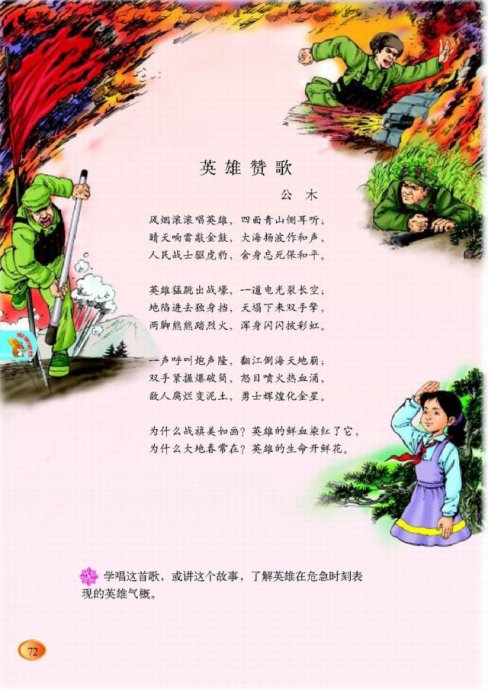 英雄赞歌
公 木
风烟滚滚唱英雄，四面青山侧耳听；
晴天响雷敲金鼓，大海扬波作和声，
人民战士驱虎豹，舍身忘死保和平。
英雄猛跳出战壕，一道电光裂长空；
地陷进去独身挡，天塌下来双手擎，
两脚熊熊踏烈火，浑身闪闪披彩虹。
一声呼叫炮声隆，翻江倒海天地崩；
双手紧握爆破筒，怒目喷火热血涌，
敌人腐烂变泥土，勇士辉煌化金星。
为什么战旗美如画？英雄的鲜血染红了它，
为什么大地春常在？英雄的生命开鲜花。
学唱这首歌，或讲这个故事，了解英雄在危急时刻表
现的英雄气概。
72